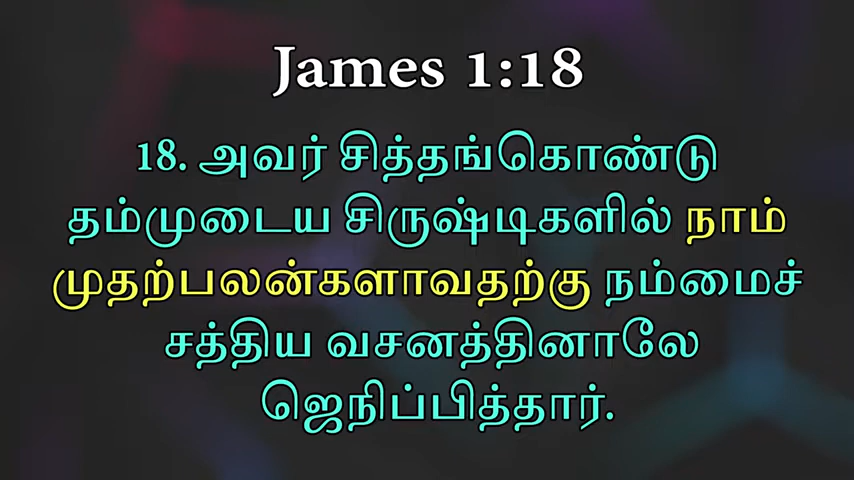 James 1:18
18. அவர் சித்தங்கொண்டு
தம்முடைய சிருஷ்டிகளில் நாம்
முதற்பலன்களாவதற்கு நம்மைச்
சத்திய வசனத்தினாலே
ஜெநிப்பித்தார்.